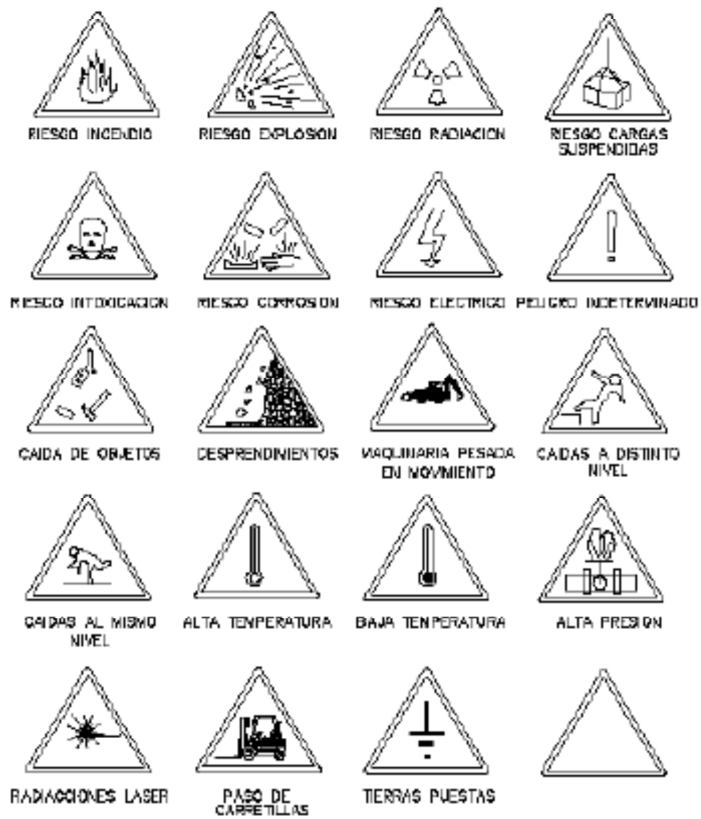 RIESGO INCENDIO
RIESGO EXPLOSION
RIESGO RADIACION
RIESGO CARGAS
SUSPENDIDAS
RIESGO INTOXICACION
RIESGO CORROSION
RIESGO ELECTRICO
PELIGRO INDETERMINADO
CAIDA DE OBJETOS
DESPRENDIMIENTOS
MAQUINARIA PESADA
EN MOVIMIENTO
CAIDAS A DISTINTO
NIVEL
CAIDAS AL MISMO
NIVEL
ALTA TEMPERATURA
BAJA TEMPERATURA
ALTA PRESION
RADIACCIONES LASER
PASO DE
CARRETILLAS
TIERRAS PUESTAS